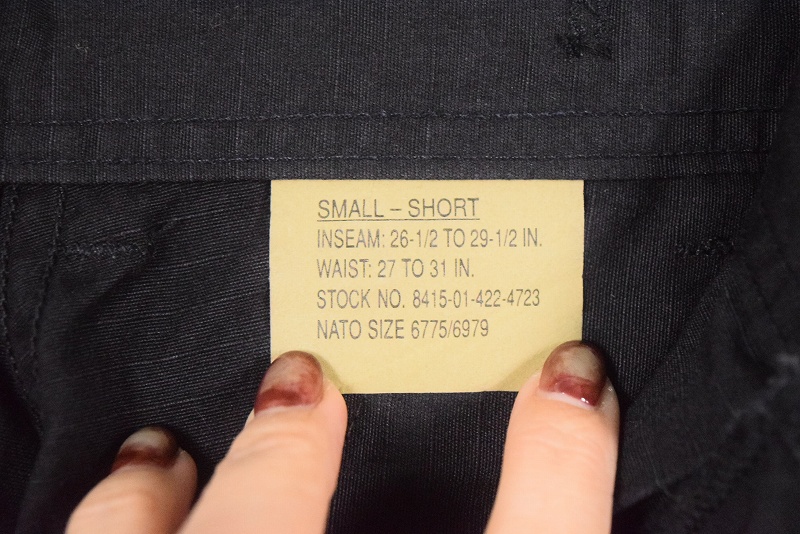 SMALL – SHORT
INSEAM: 26-1/2 TO 29-1/2 IN.
WAIST: 27 TO 31 IN.
STOCK NO. 8415-01-422-4723
NATO SIZE 6775/6979